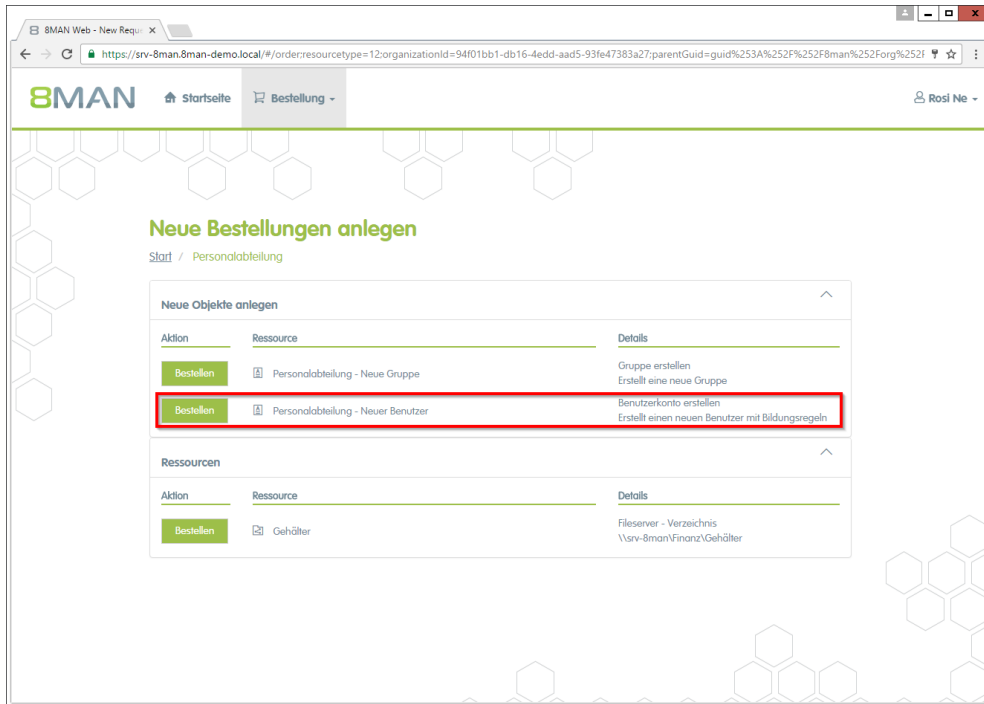 8MAN Web - New Requ
https://srv-8man.8man-demo.local/#/order;resourcetype=12;organizationId=94f01bb1-db16-4edd-aad5-93fe47383a27;parentGuid=guid%253A%252F%252F8man%252Forg%252F
8MAN Startseite Bestellung Rosi Ne
Neue Bestellungen anlegen
Start / Personalabteilung
Neue Objekte anlegen
Aktion Ressource Details
Bestellen Personalabteilung - Neue Gruppe Gruppe erstellen
Erstellt eine neue Gruppe
Bestellen Personalabteilung - Neuer Benutzer Benutzerkonto erstellen
Erstellt einen neuen Benutzer mit Bildungsregeln
Ressourcen
Aktion Ressource Details
Bestellen Gehälter Fileserver - Verzeichnis
\\srv-8man\Finanz\Gehälter